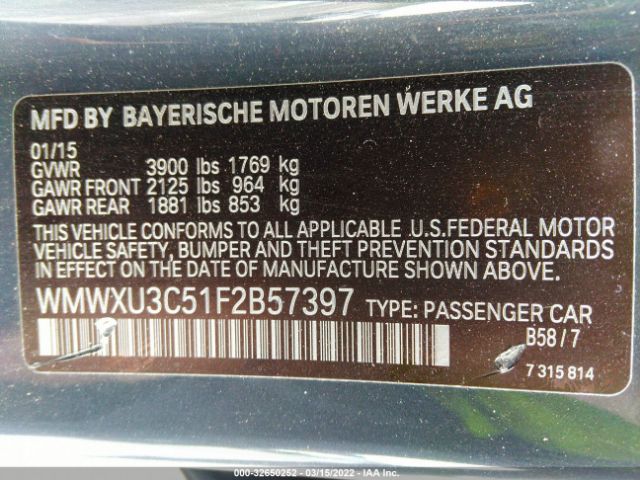 MFD BY BAYERISCHE MOTOREN WERKE AG
01/15
GVWR 3900 lbs 1769 kg
GAWR FRONT 2125 lbs 964 kg
GAWR REAR 1881 lbs 853 kg
THIS VEHICLE CONFORMS TO ALL APPLICABLE U.S.FEDERAL MOTOR
VEHICLE SAFETY, BUMPER AND THEFT PREVENTION STANDARDS
IN EFFECT ON THE DATE OF MANUFACTURE SHOWN ABOVE.
WMWXU3C51F2B57397 TYPE: PASSENGER CAR
B58 / 7
7 315 814
000-32650252 - 03/15/2022 - IAA Inc.